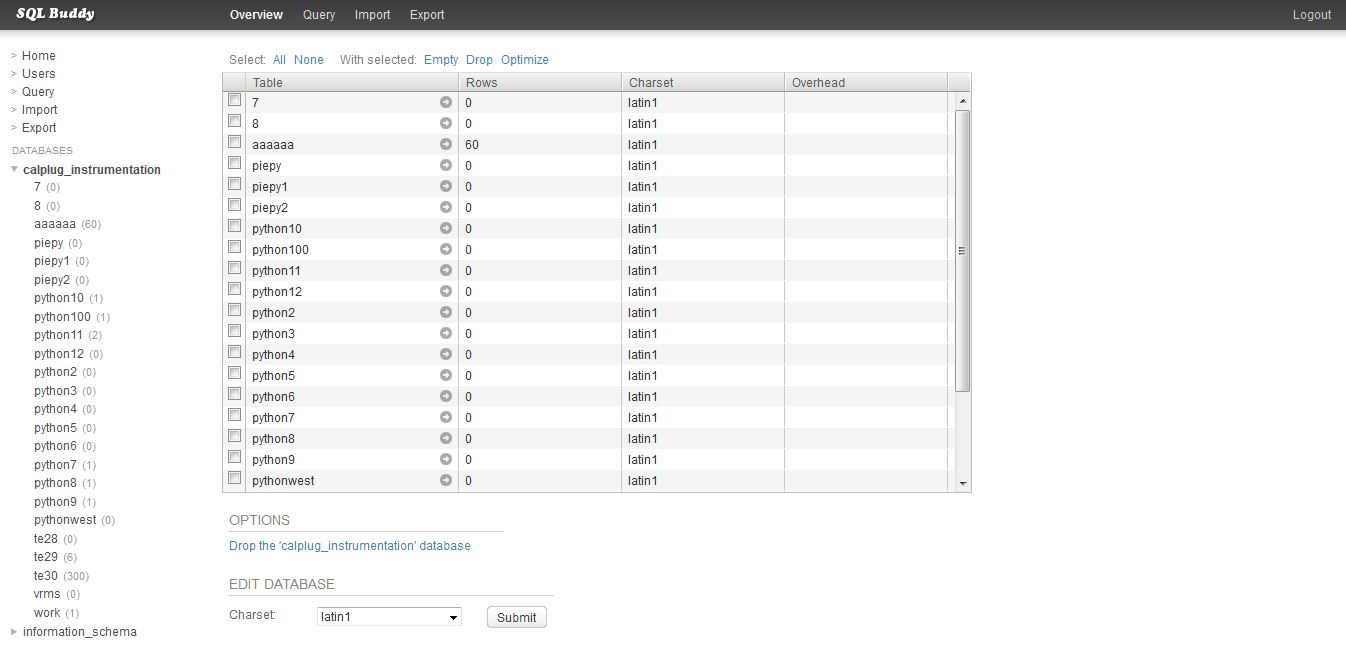 SQL Buddy
Overview Query Import Export Logout
> Home
> Users
> Query
> Import
> Export
DATABASES
calplug_instrumentation
7 (0)
8 (0)
aaaaaa (60)
piepy (0)
piepy1 (0)
piepy2 (0)
python10 (1)
python100 (1)
python11 (2)
python12 (0)
python2 (0)
python3 (0)
python4 (0)
python5 (0)
python6 (0)
python7 (1)
python8 (1)
python9 (1)
pythonwest (0)
te28 (0)
te29 (6)
te30 (300)
vrms (0)
work (1)
information_schema
Select: All None With selected: Empty Drop Optimize
Table Rows Charset Overhead
7 0 latin1
8 0 latin1
aaaaaa 60 latin1
piepy 0 latin1
piepy1 0 latin1
piepy2 0 latin1
python10 0 latin1
python100 0 latin1
python11 0 latin1
python12 0 latin1
python2 0 latin1
python3 0 latin1
python4 0 latin1
python5 0 latin1
python6 0 latin1
python7 0 latin1
python8 0 latin1
python9 0 latin1
pythonwest 0 latin1
OPTIONS
Drop the 'calplug_instrumentation' database
EDIT DATABASE
Charset: latin1 Submit